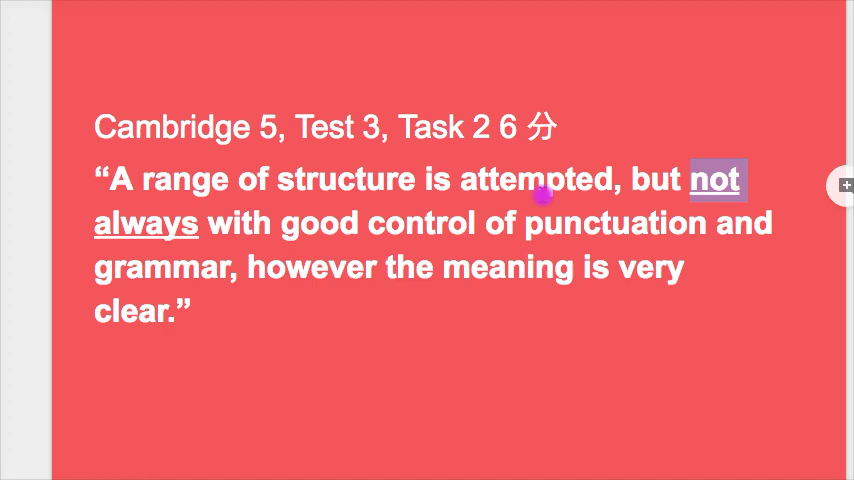 Cambridge 5, Test 3, Task 2 6 分
“A range of structure is attempted, but not
always with good control of punctuation and
grammar, however the meaning is very
clear.”